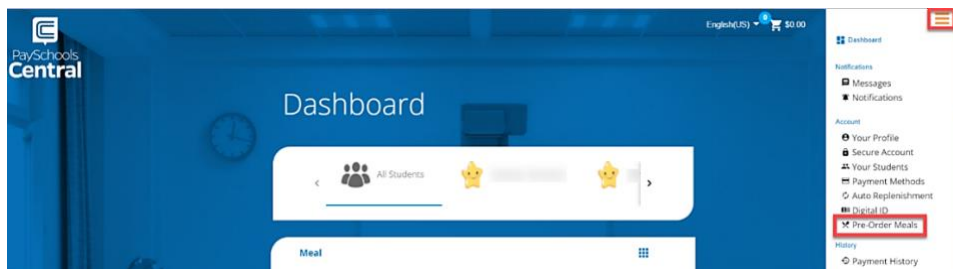 PaySchools
Central
English(US)
0
$0.00
Dashboard
All Students
Meal
Dashboard
Notifications
Messages
Notifications
Account
Your Profile
Secure Account
Your Students
Payment Methods
Auto Replenishment
Digital ID
Pre-Order Meals
History
Payment History